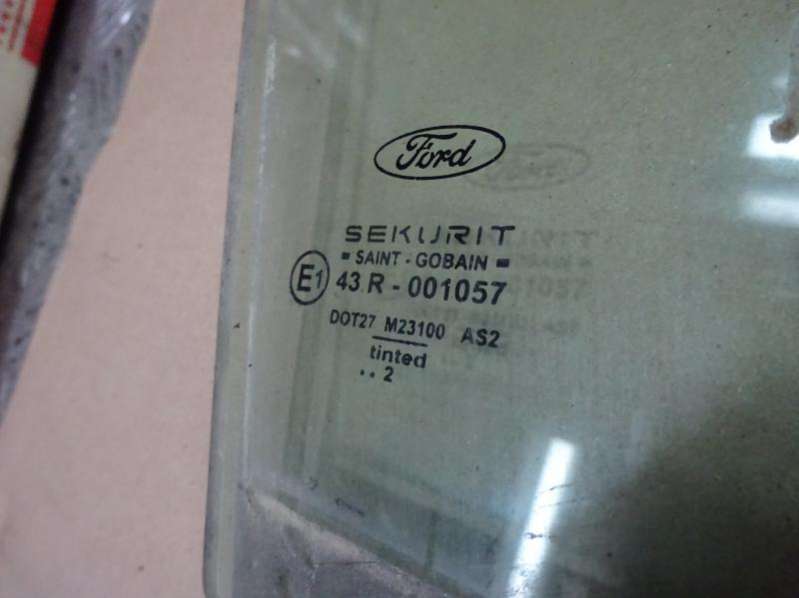 Ford
SEKURIT
SAINT - GOBAIN
E1 43 R - 001057
DOT27 M23100 AS2
tinted
.. 2